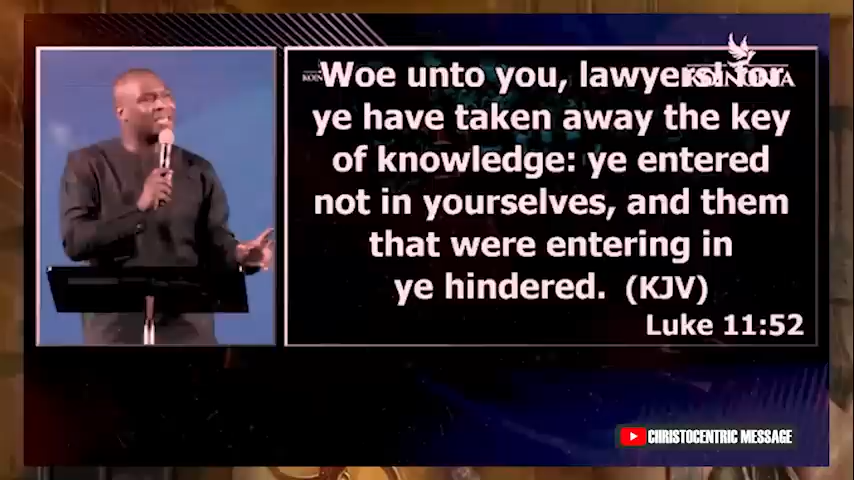 Woe unto you, lawyers! for
ye have taken away the key
of knowledge: ye entered
not in yourselves, and them
that were entering in
ye hindered. (KJV)
Luke 11:52
KOINONIA
CHRISTOCENTRIC MESSAGE